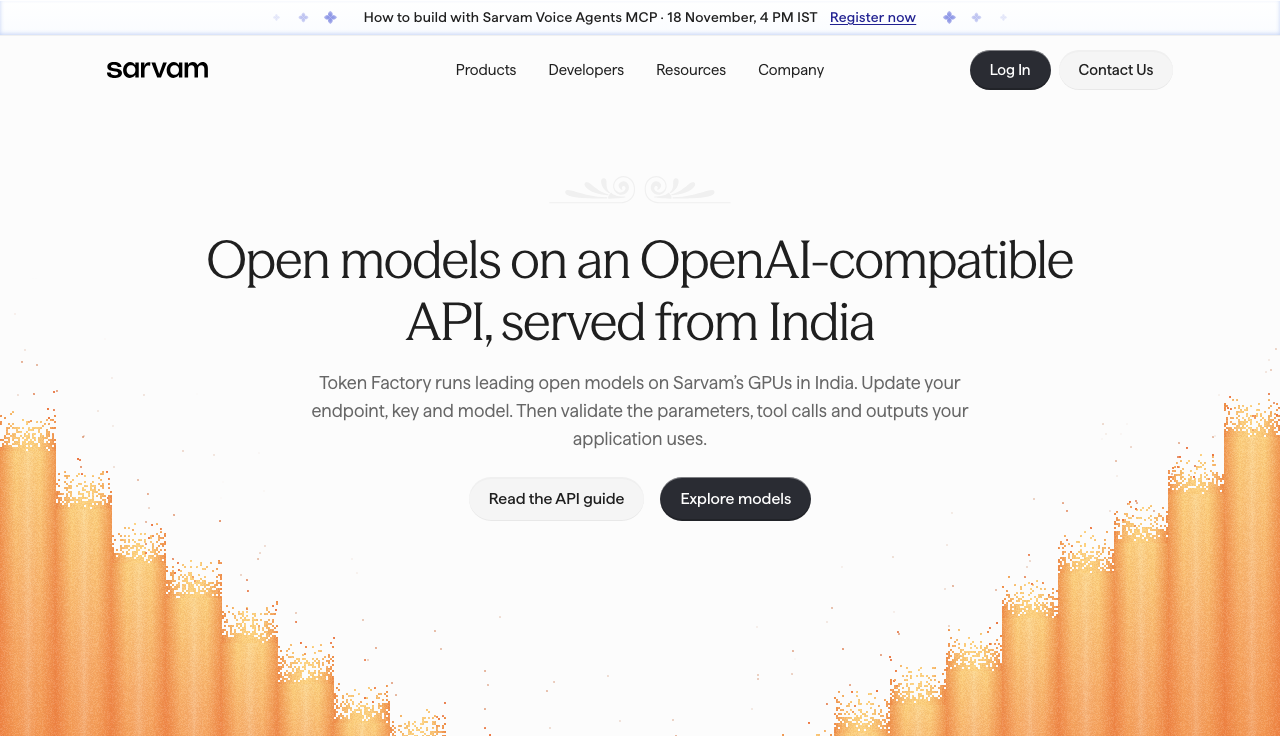 How to build with Sarvam Voice Agents MCP · 18 November, 4 PM IST Register now
sarvam
Products Developers Resources Company
Log In Contact Us
Open models on an OpenAI-compatible
API, served from India
Token Factory runs leading open models on Sarvam’s GPUs in India. Update your
endpoint, key and model. Then validate the parameters, tool calls and outputs your
application uses.
Read the API guide Explore models